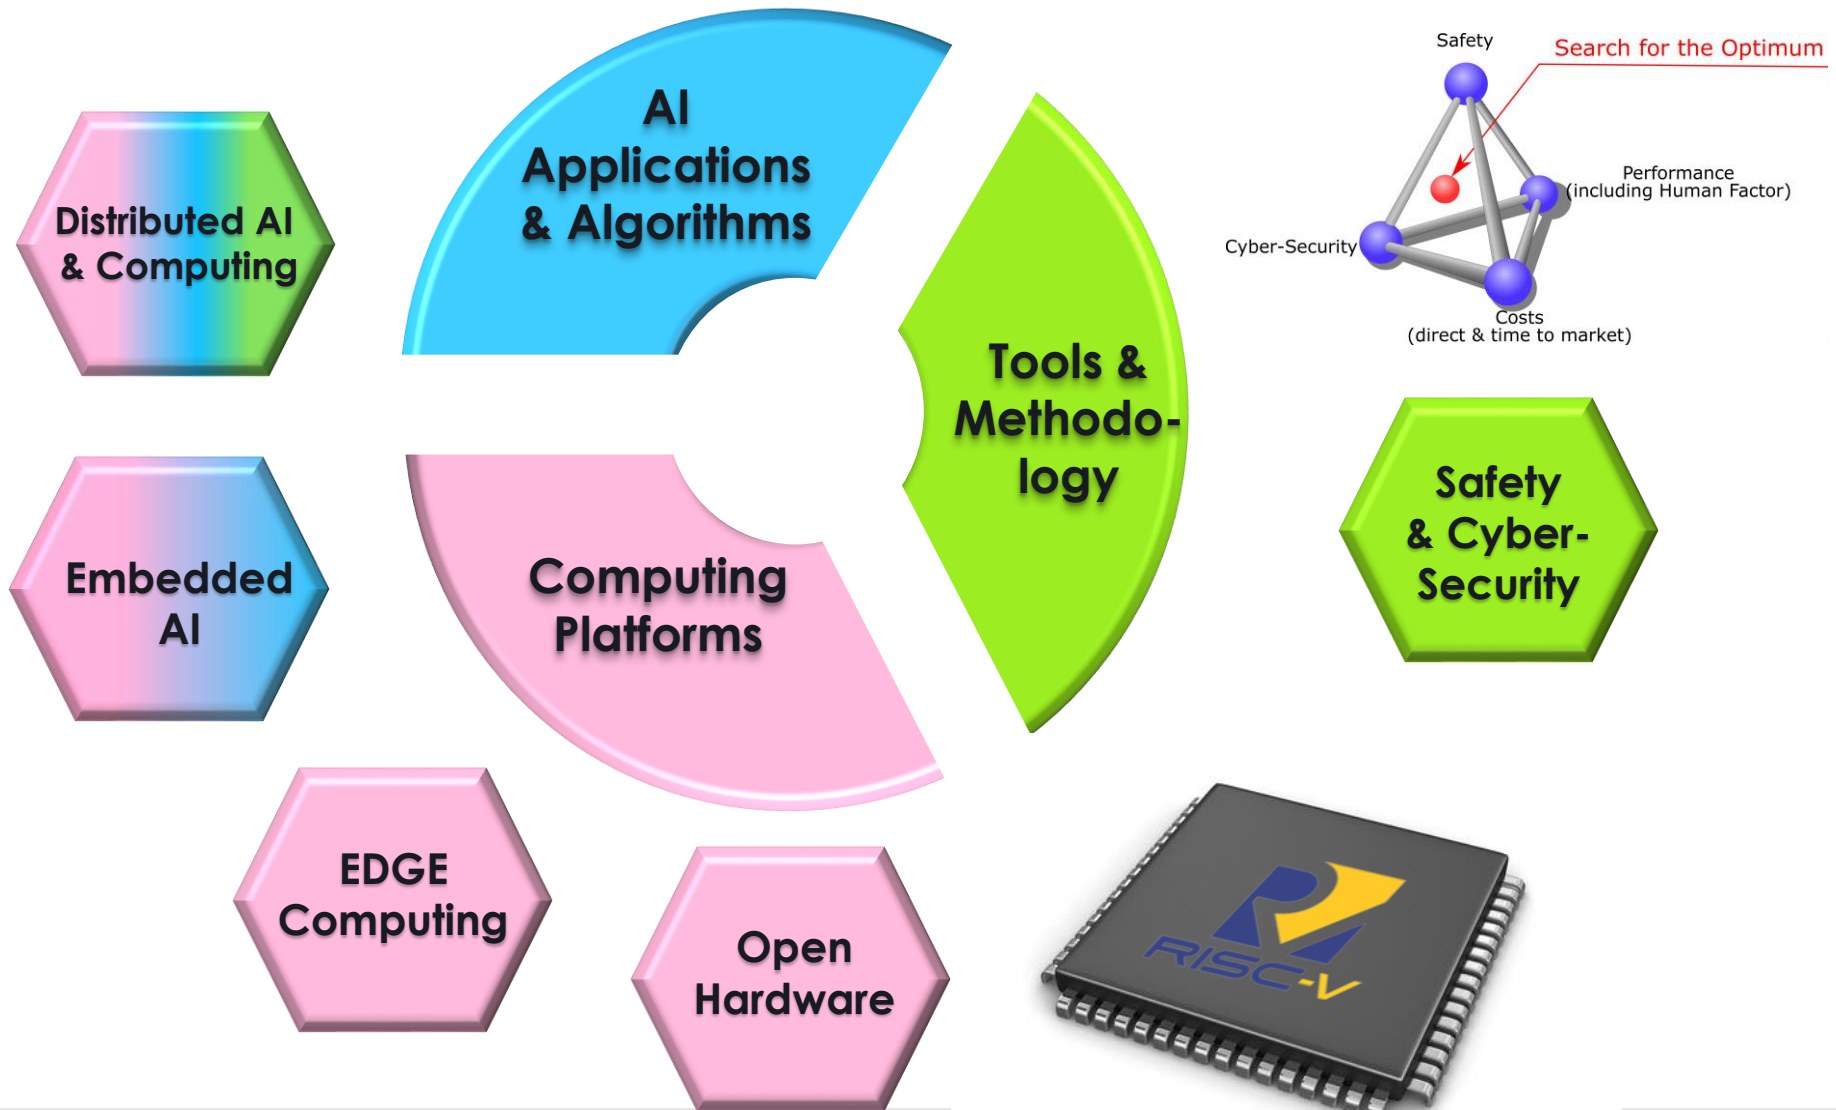 Safety
Search for the Optimum
Performance
(including Human Factor)
Cyber-Security
Costs
(direct & time to market)
AI
Applications
& Algorithms
Distributed AI
& Computing
Tools &
Methodo-
logy
Safety
& Cyber-
Security
Embedded
AI
Computing
Platforms
EDGE
Computing
Open
Hardware
RISC-V